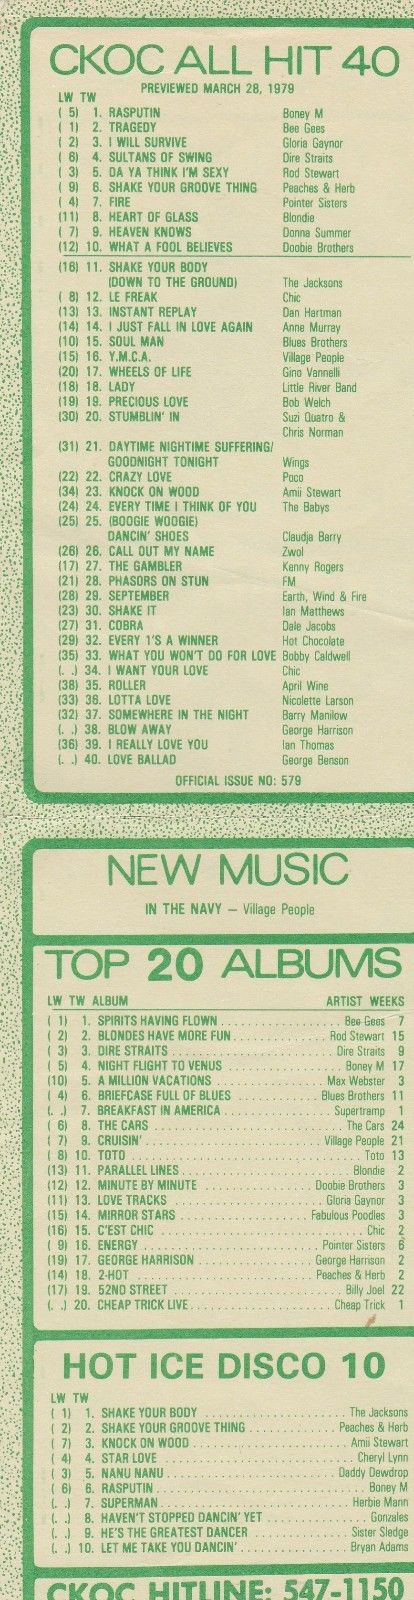 CKOC ALL HIT 40
PREVIEWED MARCH 28, 1979
LW TW
( 5) 1. RASPUTIN Boney M
( 1) 2. TRAGEDY Bee Gees
( 2) 3. I WILL SURVIVE Gloria Gaynor
( 6) 4. SULTANS OF SWING Dire Straits
( 3) 5. DA YA THINK I'M SEXY Rod Stewart
( 9) 6. SHAKE YOUR GROOVE THING Peaches & Herb
( 4) 7. FIRE Pointer Sisters
(11) 8. HEART OF GLASS Blondie
( 7) 9. HEAVEN KNOWS Donna Summer
(12) 10. WHAT A FOOL BELIEVES Doobie Brothers
(16) 11. SHAKE YOUR BODY
(DOWN TO THE GROUND) The Jacksons
( 8) 12. LE FREAK Chic
(13) 13. INSTANT REPLAY Dan Hartman
(14) 14. I JUST FALL IN LOVE AGAIN Anne Murray
(10) 15. SOUL MAN Blues Brothers
(15) 16. Y.M.C.A. Village People
(20) 17. WHEELS OF LIFE Gino Vannelli
(18) 18. LADY Little River Band
(19) 19. PRECIOUS LOVE Bob Welch
(30) 20. STUMBLIN' IN Suzi Quatro &
Chris Norman
(31) 21. DAYTIME NIGHTIME SUFFERING/
GOODNIGHT TONIGHT Wings
(22) 22. CRAZY LOVE Poco
(34) 23. KNOCK ON WOOD Amii Stewart
(24) 24. EVERY TIME I THINK OF YOU The Babys
(25) 25. (BOOGIE WOOGIE)
DANCIN' SHOES Claudja Barry
(26) 26. CALL OUT MY NAME Zwol
(17) 27. THE GAMBLER Kenny Rogers
(21) 28. PHASORS ON STUN FM
(28) 29. SEPTEMBER Earth, Wind & Fire
(23) 30. SHAKE IT Ian Matthews
(27) 31. COBRA Dale Jacobs
(29) 32. EVERY 1'S A WINNER Hot Chocolate
(35) 33. WHAT YOU WON'T DO FOR LOVE Bobby Caldwell
(. .) 34. I WANT YOUR LOVE Chic
(38) 35. ROLLER April Wine
(33) 36. LOTTA LOVE Nicolette Larson
(32) 37. SOMEWHERE IN THE NIGHT Barry Manilow
(. .) 38. BLOW AWAY George Harrison
(36) 39. I REALLY LOVE YOU Ian Thomas
(. .) 40. LOVE BALLAD George Benson
OFFICIAL ISSUE NO: 579
NEW MUSIC
IN THE NAVY – Village People
TOP 20 ALBUMS
LW TW ALBUM ARTIST WEEKS
( 1) 1. SPIRITS HAVING FLOWN Bee Gees 7
( 2) 2. BLONDES HAVE MORE FUN Rod Stewart 15
( 3) 3. DIRE STRAITS Dire Straits 9
( 5) 4. NIGHT FLIGHT TO VENUS Boney M 17
(10) 5. A MILLION VACATIONS Max Webster 3
( 4) 6. BRIEFCASE FULL OF BLUES Blues Brothers 11
(. .) 7. BREAKFAST IN AMERICA Supertramp 1
( 6) 8. THE CARS The Cars 24
( 7) 9. CRUISIN' Village People 21
( 8) 10. TOTO Toto 13
(13) 11. PARALLEL LINES Blondie 2
(12) 12. MINUTE BY MINUTE Doobie Brothers 3
(11) 13. LOVE TRACKS Gloria Gaynor 3
(15) 14. MIRROR STARS Fabulous Poodles 3
(16) 15. C'EST CHIC Chic 2
( 9) 16. ENERGY Pointer Sisters 6
(19) 17. GEORGE HARRISON George Harrison 2
(14) 18. 2-HOT Peaches & Herb 2
(17) 19. 52ND STREET Billy Joel 22
(. .) 20. CHEAP TRICK LIVE Cheap Trick 1
HOT ICE DISCO 10
LW TW
( 1) 1. SHAKE YOUR BODY The Jacksons
( 2) 2. SHAKE YOUR GROOVE THING Peaches & Herb
( 7) 3. KNOCK ON WOOD Amii Stewart
( 4) 4. STAR LOVE Cheryl Lynn
( 3) 5. NANU NANU Daddy Dewdrop
( 6) 6. RASPUTIN Boney M
(. .) 7. SUPERMAN Herbie Mann
(. .) 8. HAVEN'T STOPPED DANCIN' YET Gonzales
(. .) 9. HE'S THE GREATEST DANCER Sister Sledge
(. .) 10. LET ME TAKE YOU DANCIN' Bryan Adams
CKOC HITLINE: 547-1150